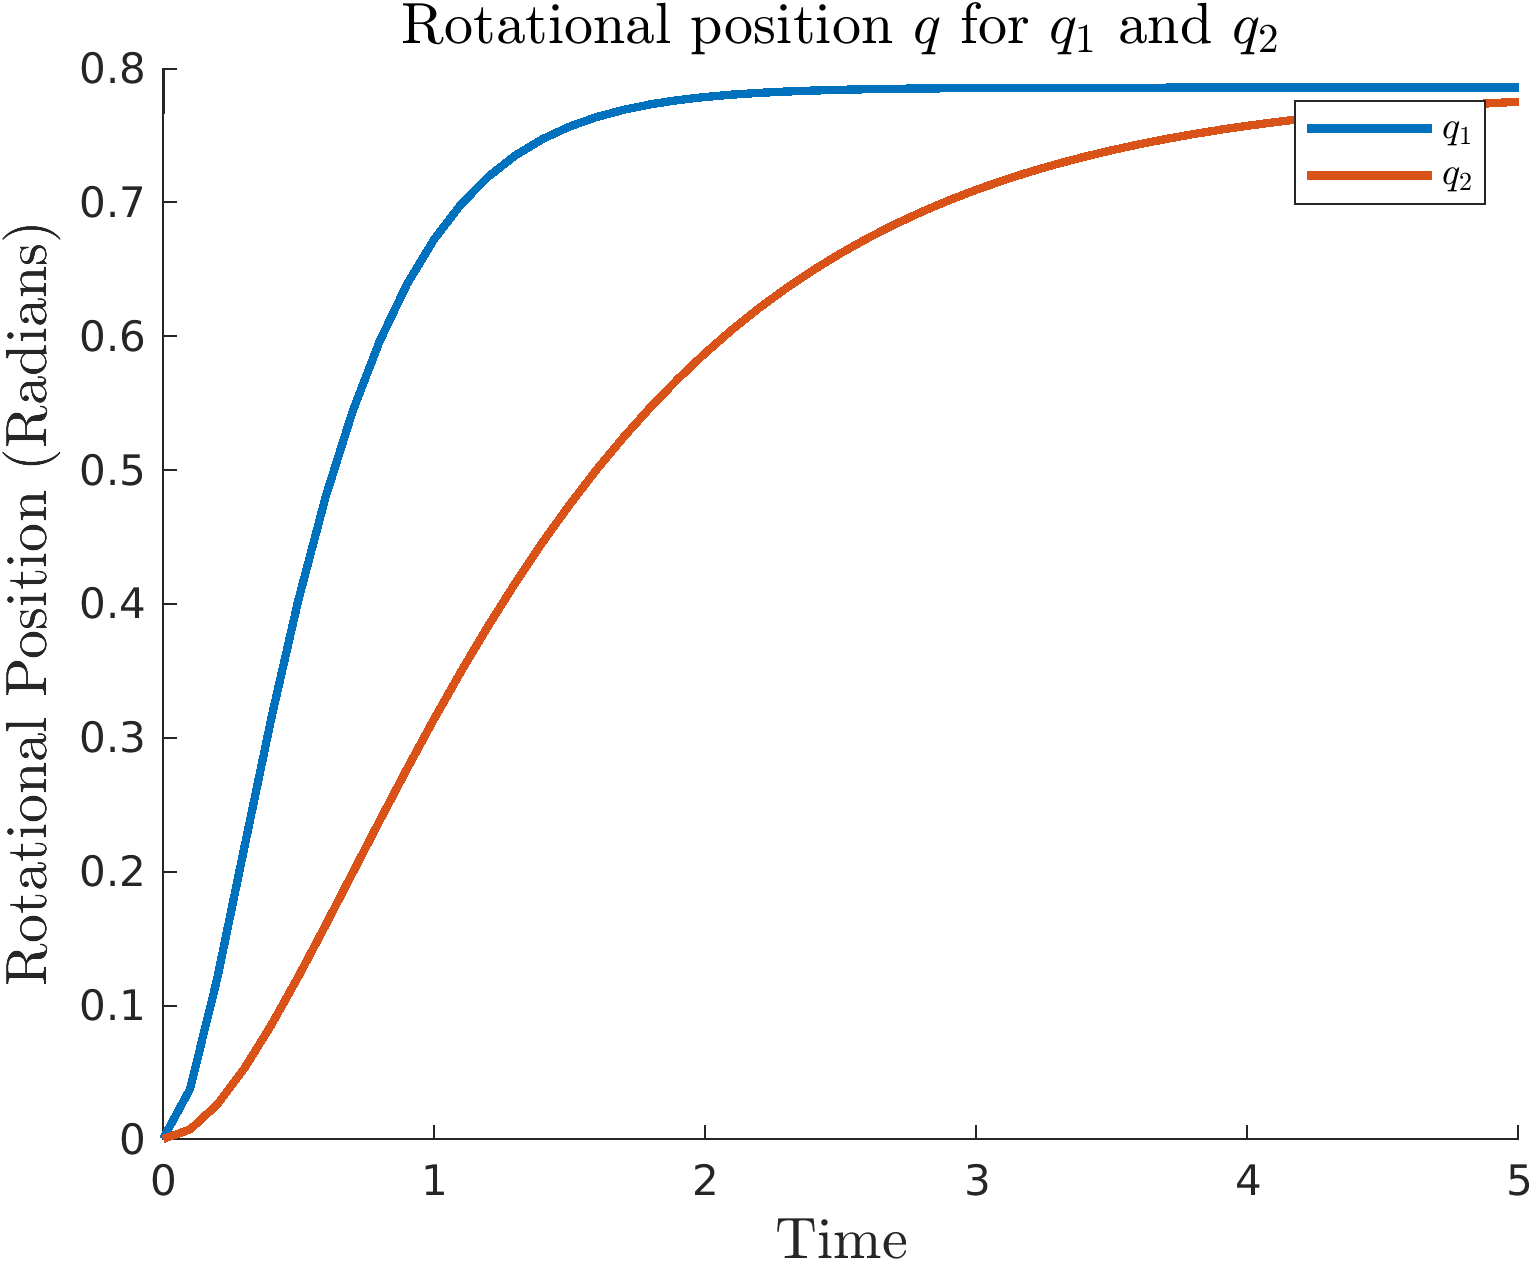 Rotational position q for q₁ and q₂
Rotational Position (Radians)
0.8
0.7
0.6
0.5
0.4
0.3
0.2
0.1
0
0 1 2 3 4 5
Time
q₁
q₂